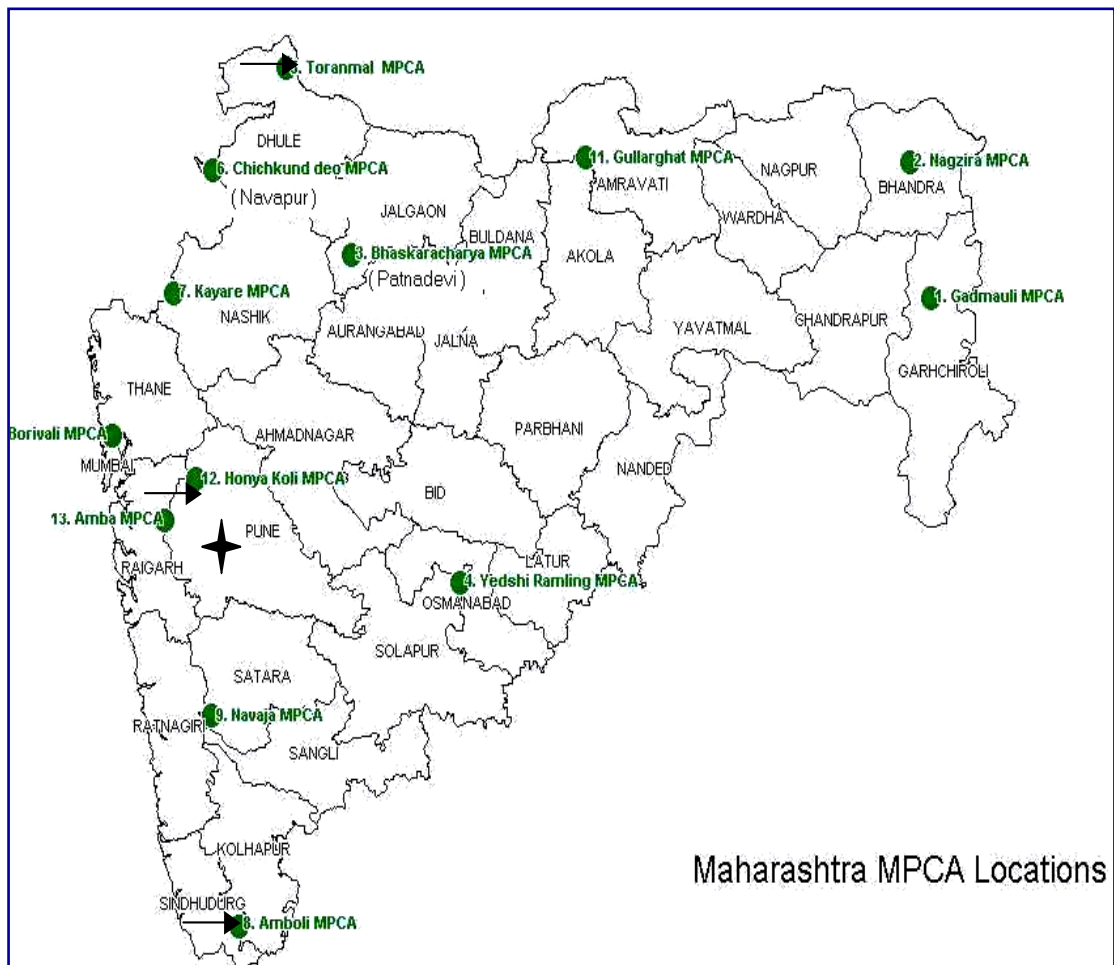 5. Toranmal MPCA
DHULE
11. Gullarghat MPCA
2. Nagzira MPCA
6. Chichkund deo MPCA
NAGPUR
AMRAVATI
BHANDRA
(Navapur)
JALGAON
WARDHA
BULDANA
3. Bhaskaracharya MPCA
AKOLA
(Patnadevi)
7. Kayare MPCA
1. Gadmauli MPCA
NASHIK
AURANGABAD
JALNA
YAVATMAL
CHANDRAPUR
GARHCHIROLI
THANE
Borivali MPCA
AHMADNAGAR
PARBHANI
MUMBAI
NANDED
12. Honya Koli MPCA
BID
13. Amba MPCA
PUNE
RAIGARH
LATUR
4. Yedshi Ramling MPCA
OSMANABAD
SOLAPUR
SATARA
9. Navaja MPCA
RATNAGIRI
SANGLI
KOLHAPUR
Maharashtra MPCA Locations
SINDHUDURG
8. Amboli MPCA